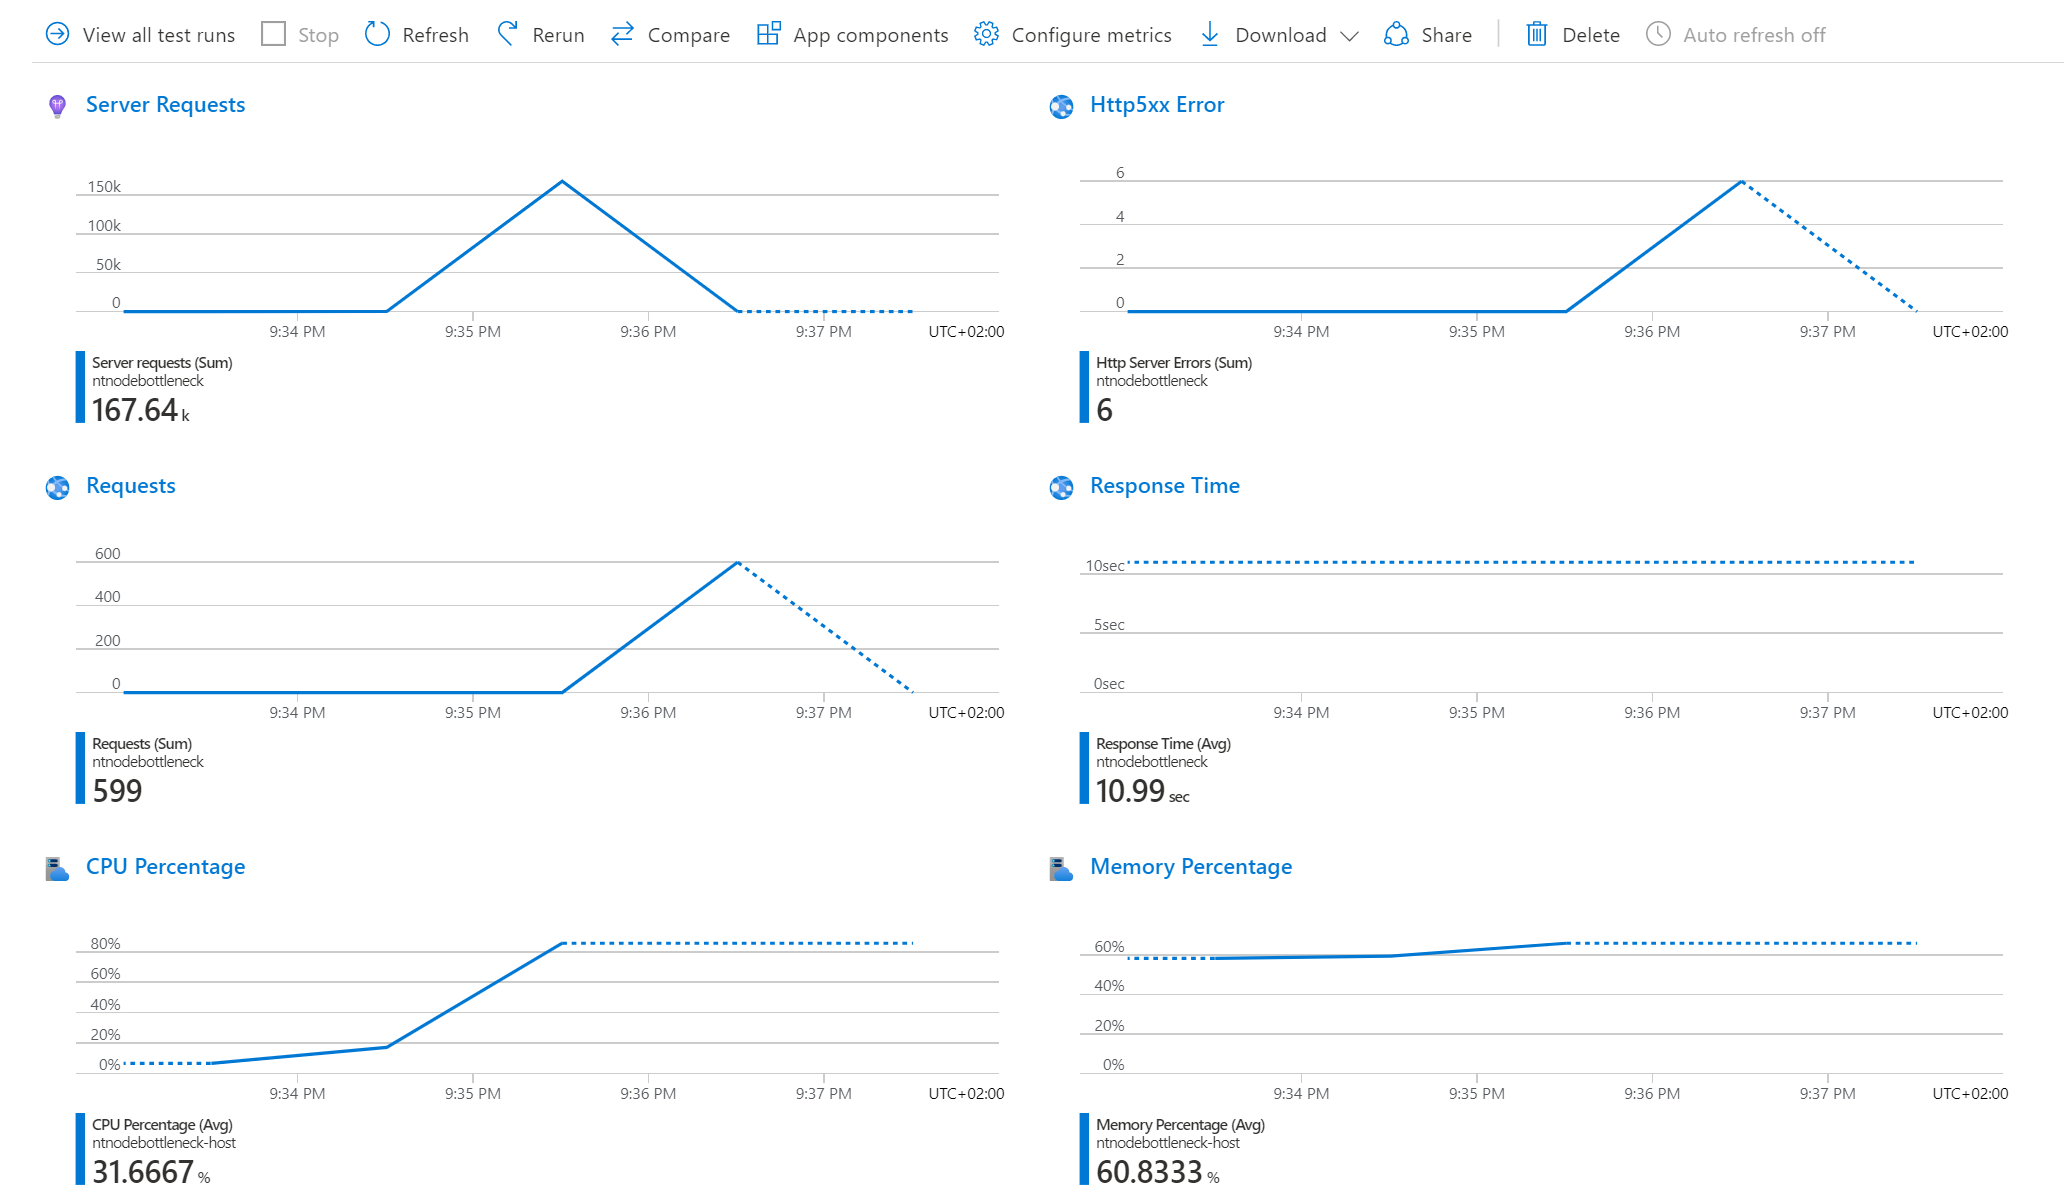 View all test runs Stop Refresh Rerun Compare App components Configure metrics Download Share Delete Auto refresh off
Server Requests
150k
100k
50k
0
9:34 PM 9:35 PM 9:36 PM 9:37 PM UTC+02:00
Server requests (Sum)
ntnodebottleneck
167.64 k
Http5xx Error
6
4
2
0
9:34 PM 9:35 PM 9:36 PM 9:37 PM UTC+02:00
Http Server Errors (Sum)
ntnodebottleneck
6
Requests
600
400
200
0
9:34 PM 9:35 PM 9:36 PM 9:37 PM UTC+02:00
Requests (Sum)
ntnodebottleneck
599
Response Time
10sec
5sec
0sec
9:34 PM 9:35 PM 9:36 PM 9:37 PM UTC+02:00
Response Time (Avg)
ntnodebottleneck
10.99 sec
CPU Percentage
80%
60%
40%
20%
0%
9:34 PM 9:35 PM 9:36 PM 9:37 PM UTC+02:00
CPU Percentage (Avg)
ntnodebottleneck-host
31.6667 %
Memory Percentage
60%
40%
20%
0%
9:34 PM 9:35 PM 9:36 PM 9:37 PM UTC+02:00
Memory Percentage (Avg)
ntnodebottleneck-host
60.8333 %